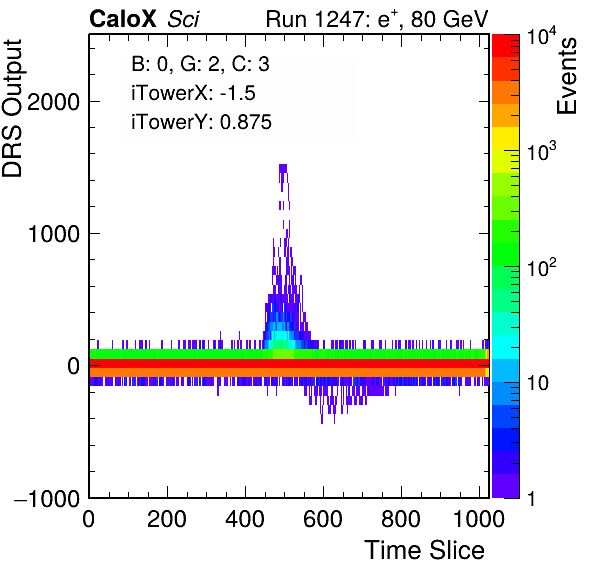 CaloX Sci
Run 1247: e⁺, 80 GeV
B: 0, G: 2, C: 3
iTowerX: -1.5
iTowerY: 0.875
DRS Output
2000
1000
0
−1000
0 200 400 600 800 1000
Time Slice
Events
10⁴
10³
10²
10
1